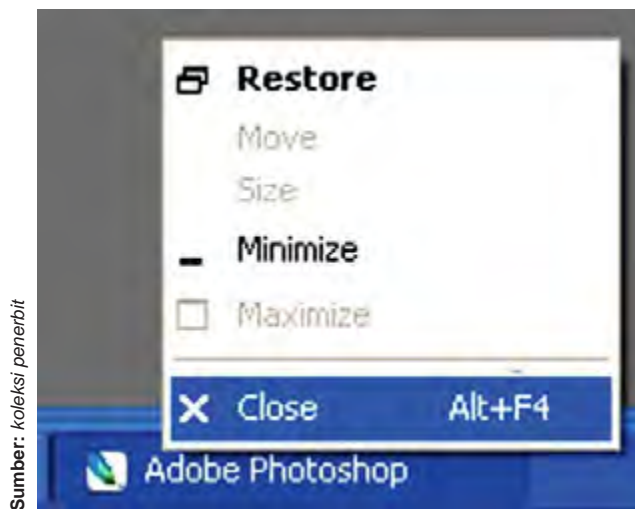 Restore
Move
Size
Minimize
Maximize
Close Alt+F4
Adobe Photoshop
Sumber: koleksi penerbit